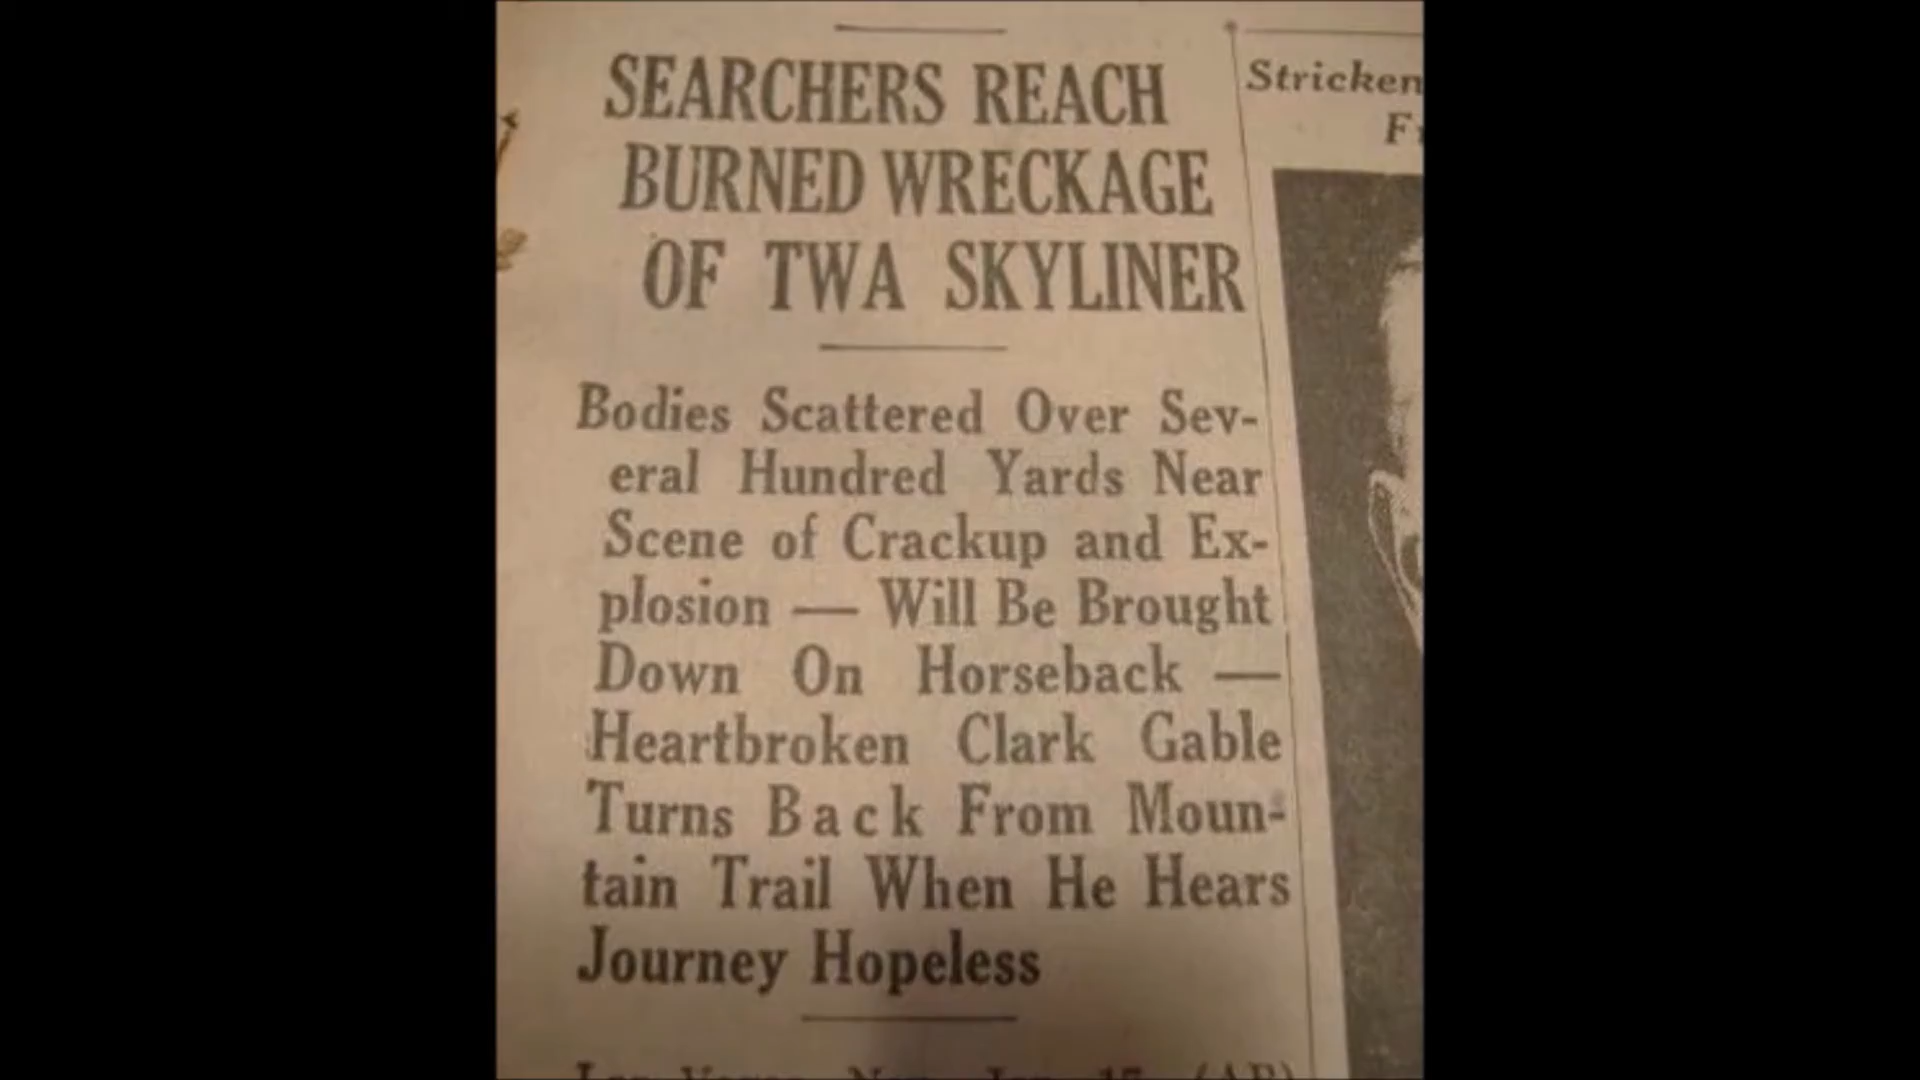 SEARCHERS REACH
BURNED WRECKAGE
OF TWA SKYLINER
Bodies Scattered Over Sev-
eral Hundred Yards Near
Scene of Crackup and Ex-
plosion — Will Be Brought
Down On Horseback —
Heartbroken Clark Gable
Turns Back From Moun-
tain Trail When He Hears
Journey Hopeless
Stricken